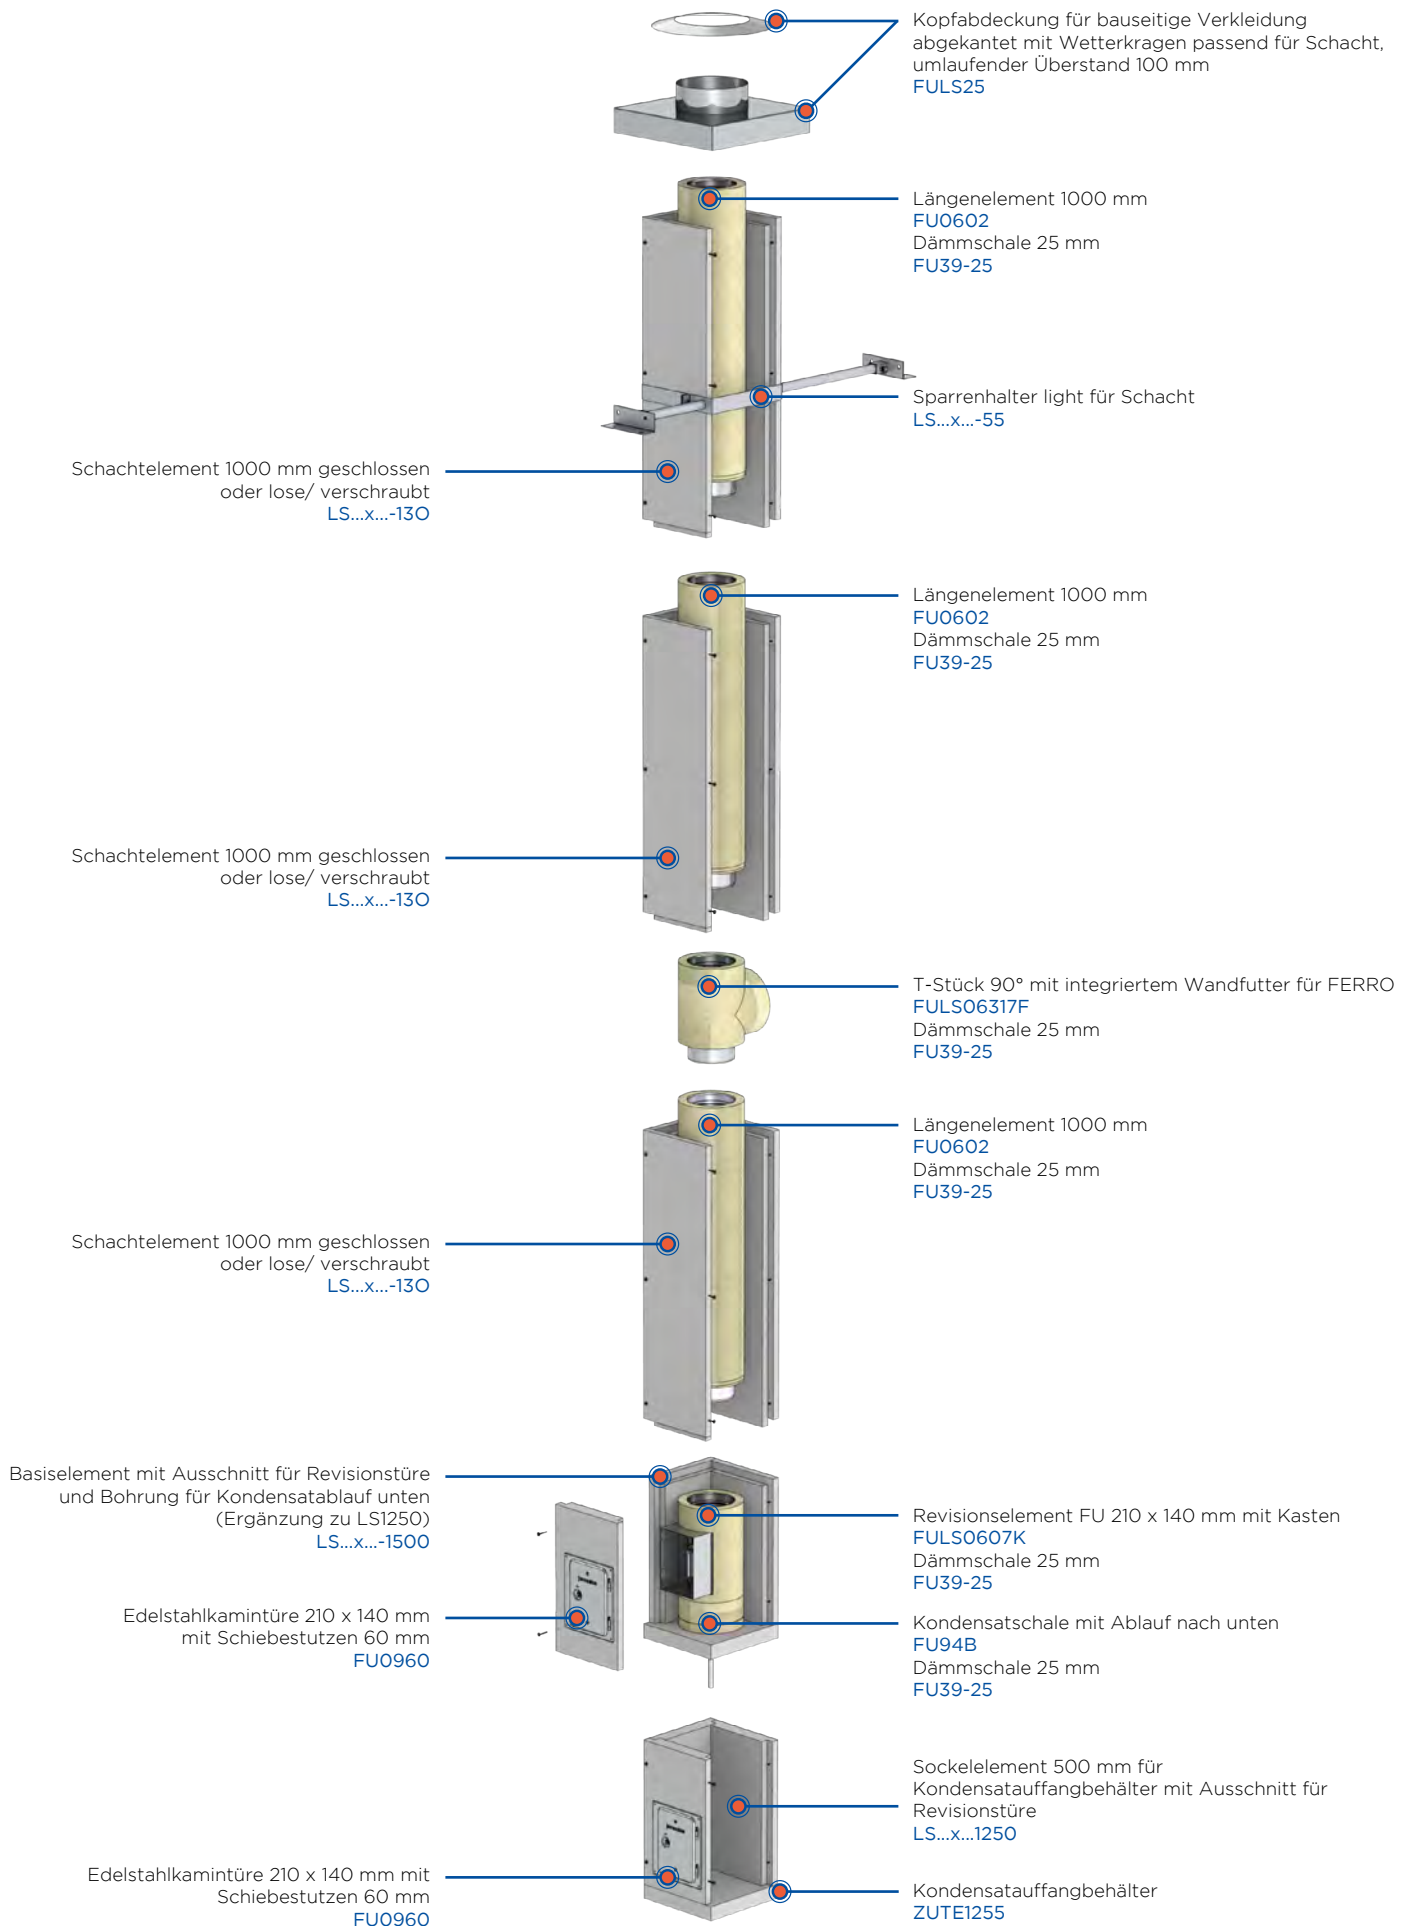 Kopfabdeckung für bauseitige Verkleidung
abgekantet mit Wetterkragen passend für Schacht,
umlaufender Überstand 100 mm
FULS25
Längenelement 1000 mm
FU0602
Dämmschale 25 mm
FU39-25
Sparrenhalter light für Schacht
LS...x...-55
Schachtelement 1000 mm geschlossen
oder lose/ verschraubt
LS...x...-13O
Längenelement 1000 mm
FU0602
Dämmschale 25 mm
FU39-25
Schachtelement 1000 mm geschlossen
oder lose/ verschraubt
LS...x...-13O
T-Stück 90° mit integriertem Wandfutter für FERRO
FULS06317F
Dämmschale 25 mm
FU39-25
Längenelement 1000 mm
FU0602
Dämmschale 25 mm
FU39-25
Schachtelement 1000 mm geschlossen
oder lose/ verschraubt
LS...x...-13O
Basiselement mit Ausschnitt für Revisionstüre
und Bohrung für Kondensatablauf unten
(Ergänzung zu LS1250)
LS...x...-1500
Revisionselement FU 210 x 140 mm mit Kasten
FULS0607K
Dämmschale 25 mm
FU39-25
Edelstahlkamintüre 210 x 140 mm
mit Schiebestutzen 60 mm
FU0960
Kondensatschale mit Ablauf nach unten
FU94B
Dämmschale 25 mm
FU39-25
Sockelelement 500 mm für
Kondensatauffangbehälter mit Ausschnitt für
Revisionstüre
LS...x...1250
Edelstahlkamintüre 210 x 140 mm mit
Schiebestutzen 60 mm
FU0960
Kondensatauffangbehälter
ZUTE1255